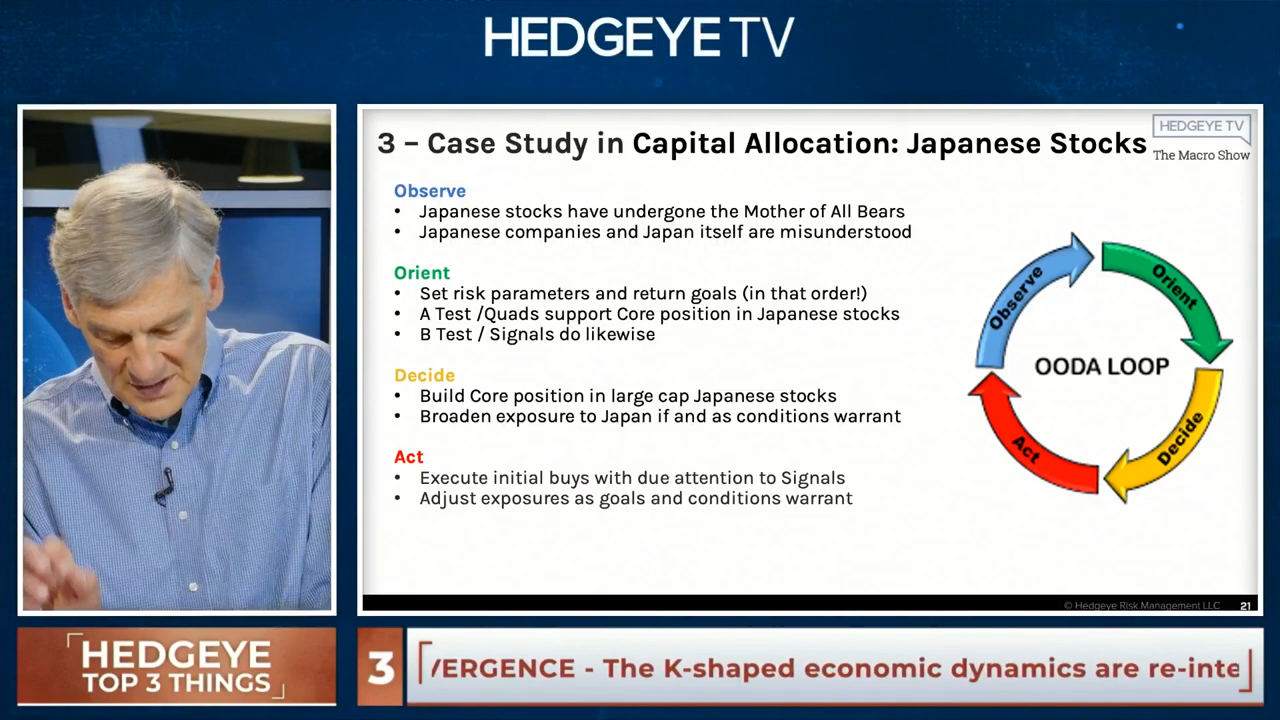 HEDGEYE TV
3 – Case Study in Capital Allocation: Japanese Stocks
HEDGEYE TV
The Macro Show
Observe
• Japanese stocks have undergone the Mother of All Bears
• Japanese companies and Japan itself are misunderstood
Orient
• Set risk parameters and return goals (in that order!)
• A Test /Quads support Core position in Japanese stocks
• B Test / Signals do likewise
Decide
• Build Core position in large cap Japanese stocks
• Broaden exposure to Japan if and as conditions warrant
Act
• Execute initial buys with due attention to Signals
• Adjust exposures as goals and conditions warrant
Observe
Orient
OODA LOOP
Act
Decide
© Hedgeye Risk Management LLC 21
HEDGEYE
TOP 3 THINGS
3
VERGENCE - The K-shaped economic dynamics are re-inte